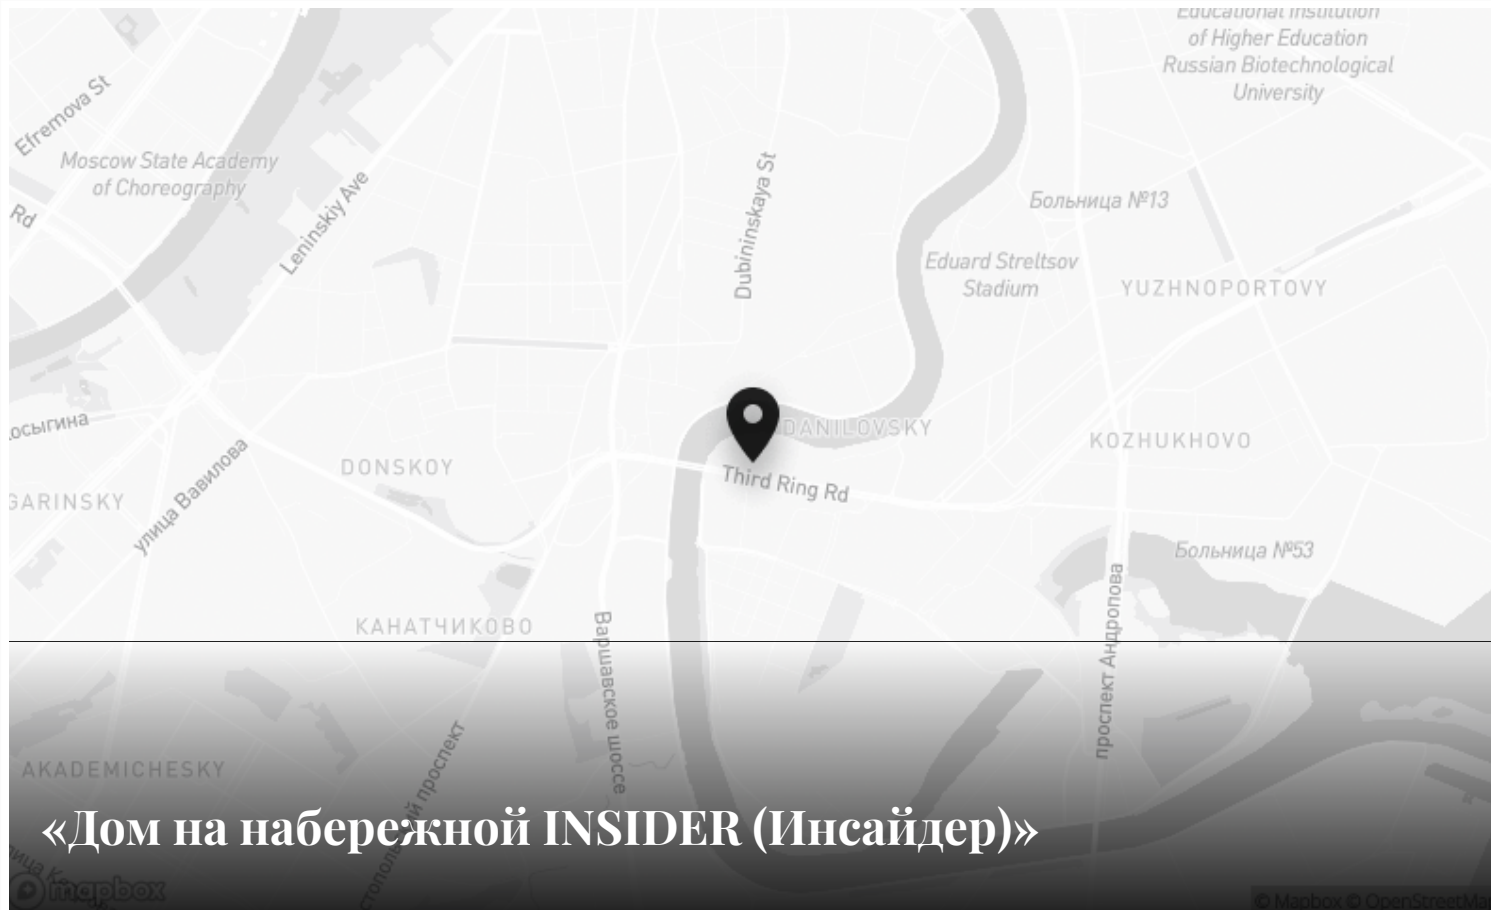 Educational Institution
of Higher Education
Russian Biotechnological
University
Efremova St
Moscow State Academy
of Choreography
Rd
Leninskiy Ave
Dubininskaya St
Больница №13
Eduard Streltsov
Stadium
YUZHNOPORTOVY
DANILOVSKY
осыгина
KOZHUKHOVO
DONSKOY
GARINSKY
улица Вавилова
Third Ring Rd
Больница №53
КАНАТЧИКОВО
Варшавское шоссе
проспект Андропова
AKADEMICHESKY
проспект
«Дом на набережной INSIDER (Инсайдер)»
mapbox
© Mapbox © OpenStreetMap